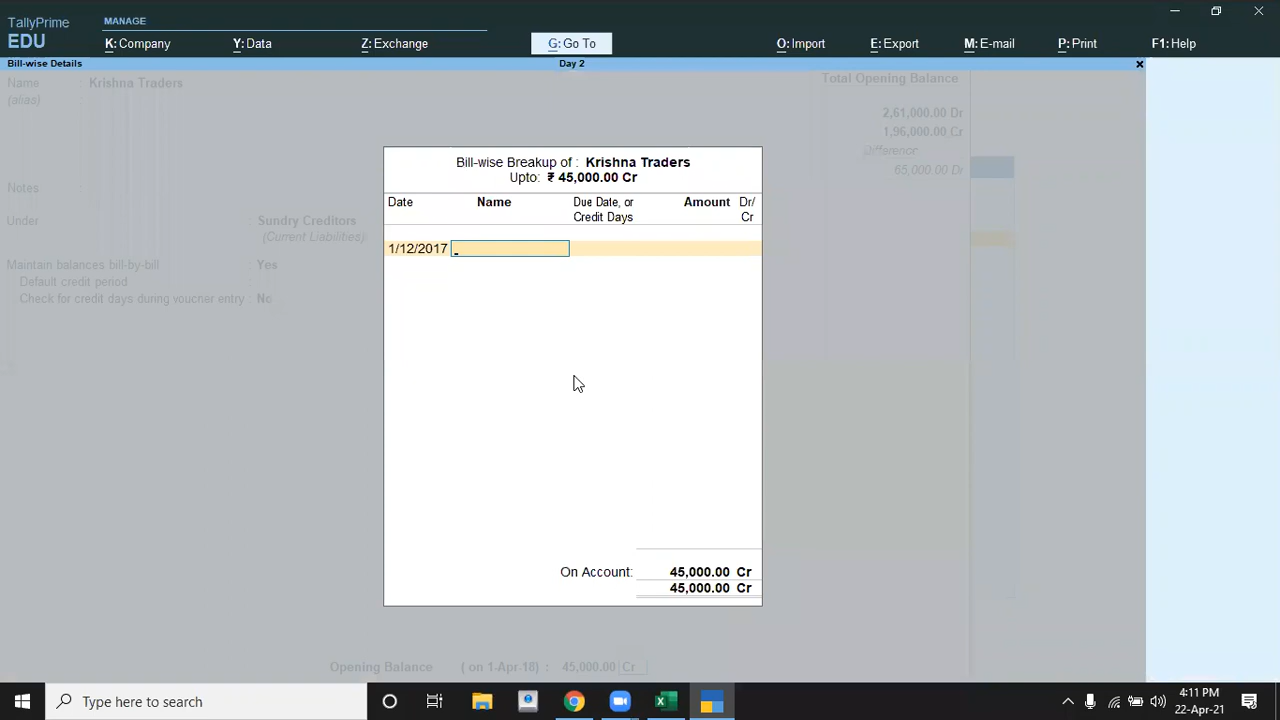 TallyPrime
EDU
MANAGE
K:Company Y:Data Z:Exchange G:Go To O:Import E:Export M:E-mail P:Print F1:Help
Bill-wise Details Day 2
Name : Krishna Traders
(alias) :
Total Opening Balance
2,61,000.00 Dr
1,96,000.00 Cr
Difference
65,000.00 Dr
Bill-wise Breakup of : Krishna Traders
Upto: ₹ 45,000.00 Cr
Date Name Due Date, or Amount Dr/
Credit Days Cr
1/12/2017
Notes :
Under : Sundry Creditors
(Current Liabilities)
Maintain balances bill-by-bill : Yes
Default credit period :
Check for credit days during voucher entry : No
On Account: 45,000.00 Cr
45,000.00 Cr
Opening Balance ( on 1-Apr-18) : 45,000.00 Cr
Type here to search
4:11 PM
22-Apr-21